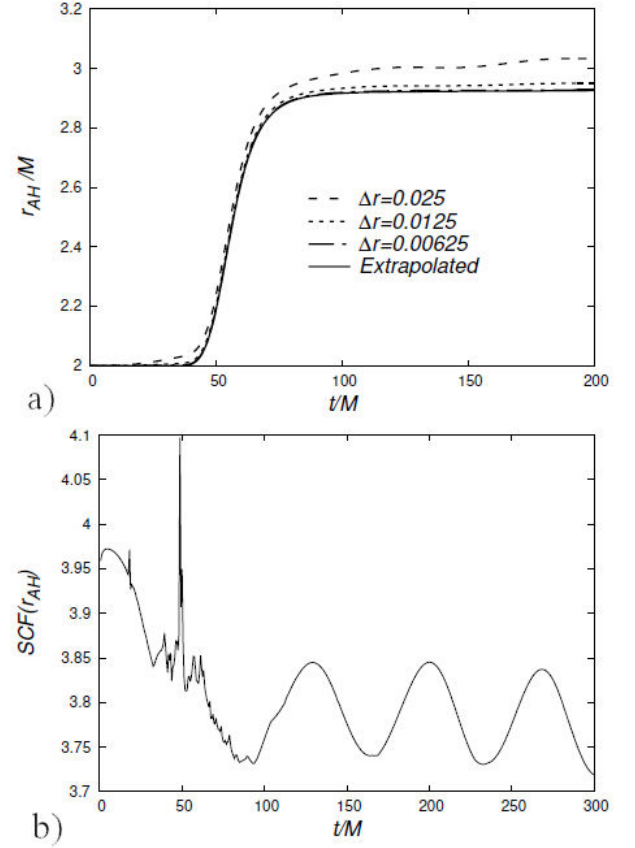 3.2
3
2.8
2.6
2.4
2.2
2
r_AH/M
Δr=0.025
Δr=0.0125
Δr=0.00625
Extrapolated
0 50 100 150 200
t/M
a)
4.1
4.05
4
3.95
3.9
3.85
3.8
3.75
3.7
SCF(r_AH)
0 50 100 150 200 250 300
t/M
b)